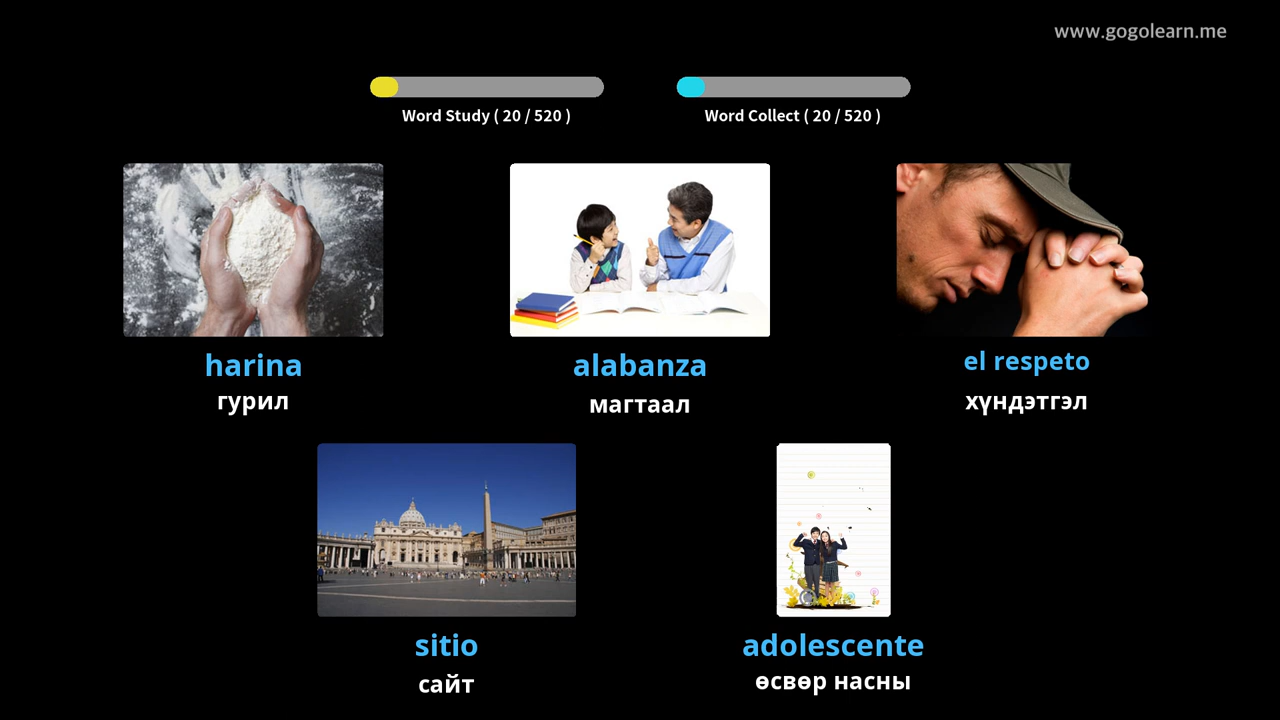 www.gogolearn.me
Word Study ( 20 / 520 )
Word Collect ( 20 / 520 )
harina
гурил
alabanza
магтаал
el respeto
хүндэтгэл
sitio
сайт
adolescente
өсвөр насны